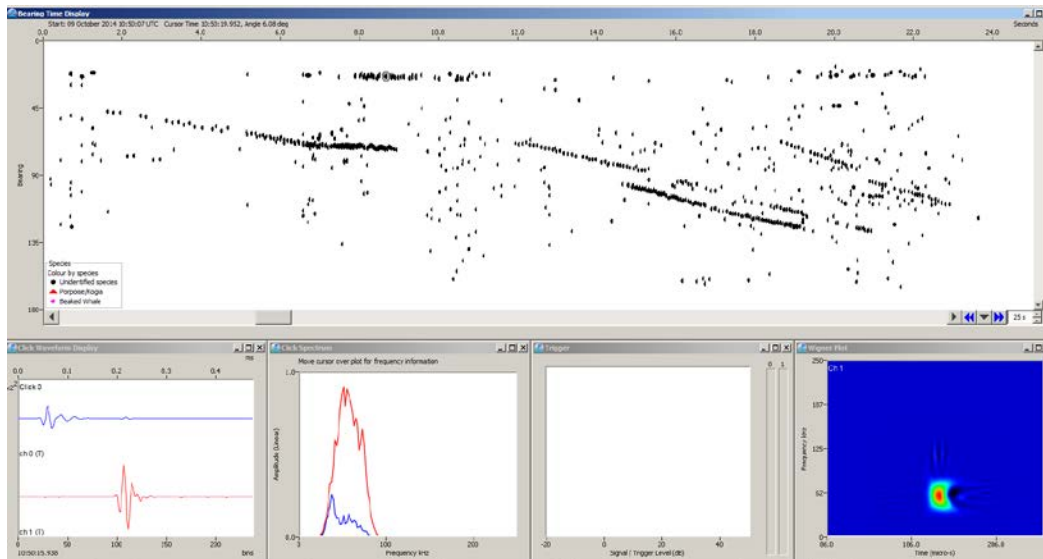 Bearing Time Display
Start: 09 October 2014 10:50:07 UTC Cursor Time 10:50:19.952, Angle 6.08 deg
Seconds
0.0 2.0 4.0 6.0 8.0 10.0 12.0 14.0 16.0 18.0 20.0 22.0 24.0
0
45
90
135
180
Bearing
Species
Colour by species
Unidentified species
Porpoise/Kogia
Beaked Whale
25 s
Click Waveform Display
ms
0.0 0.1 0.2 0.3 0.4
Click 0
ch 0 (T)
ch 1 (T)
10:50:15.938
0 100 200
bins
Click Spectrum
Move cursor over plot for frequency information
1.0
0.0
Amplitude (Linear)
0 100 200
Frequency kHz
Trigger
0 1
-20 0 20 40
Signal / Trigger Level (dB)
Wigner Plot
Ch 1
250
187
125
62
0
Frequency kHz
86.0 186.0 286.0
Time (micro-s)